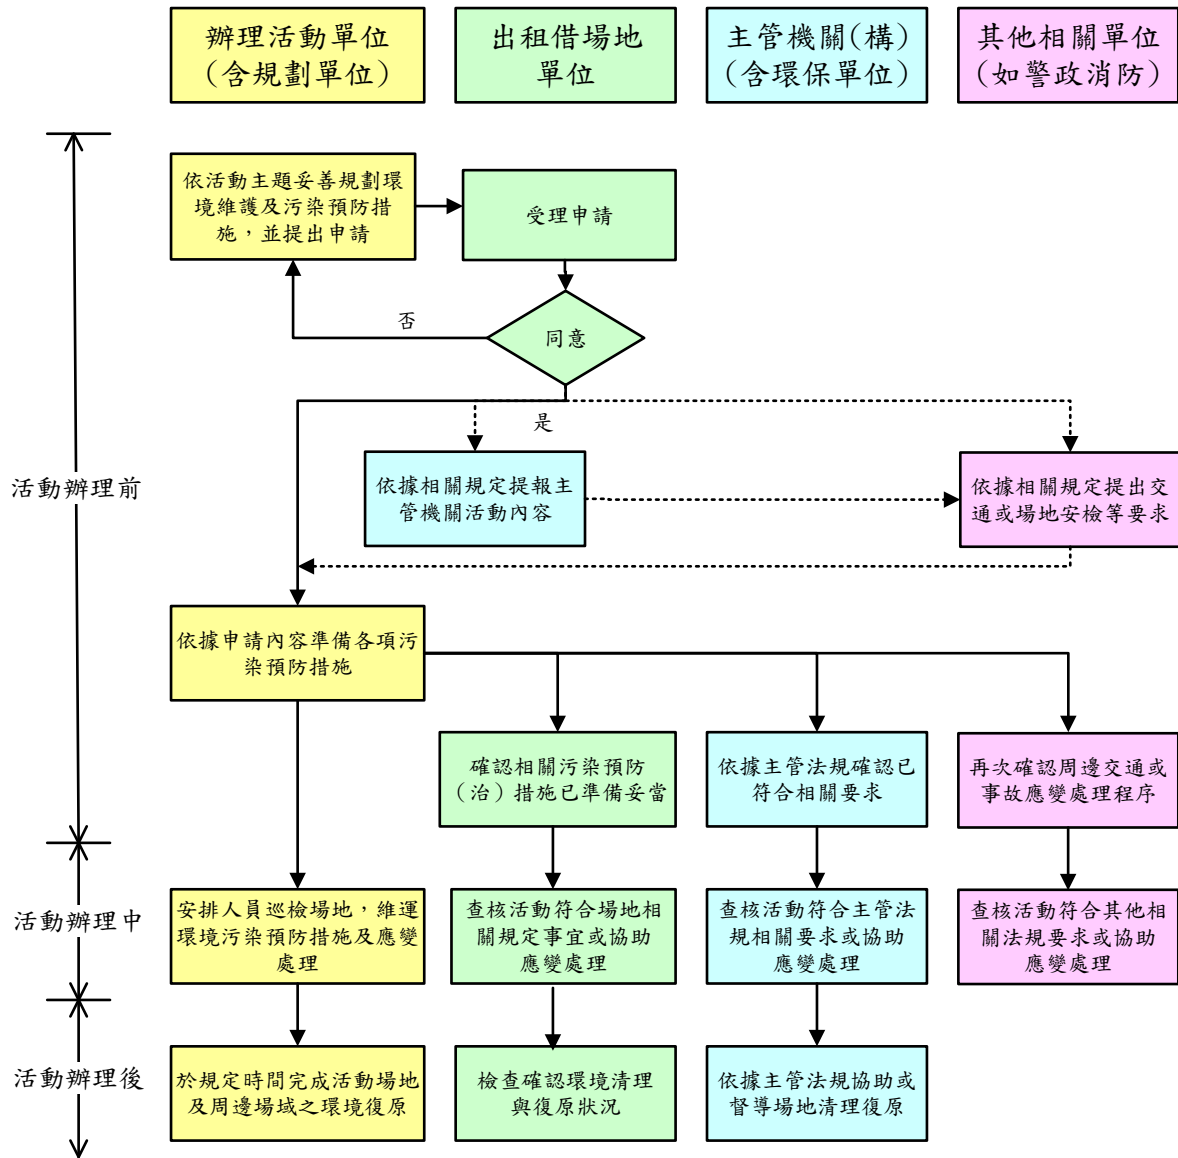 辦理活動單位
(含規劃單位)
出租借場地
單位
主管機關(構)
(含環保單位)
其他相關單位
(如警政消防)
依活動主題妥善規劃環
境維護及污染預防措
施，並提出申請
受理申請
否
同意
是
活動辦理前
依據相關規定提報主
管機關活動內容
依據相關規定提出交
通或場地安檢等要求
依據申請內容準備各項污
染預防措施
確認相關污染預防
（治）措施已準備妥當
依據主管法規確認已
符合相關要求
再次確認周邊交通或
事故應變處理程序
活動辦理中
安排人員巡檢場地，維運
環境污染預防措施及應變
處理
查核活動符合場地相
關規定事宜或協助
應變處理
查核活動符合主管法
規相關要求或協助
應變處理
查核活動符合其他相
關法規要求或協助
應變處理
活動辦理後
於規定時間完成活動場地
及周邊場域之環境復原
檢查確認環境清理
與復原狀況
依據主管法規協助或
督導場地清理復原